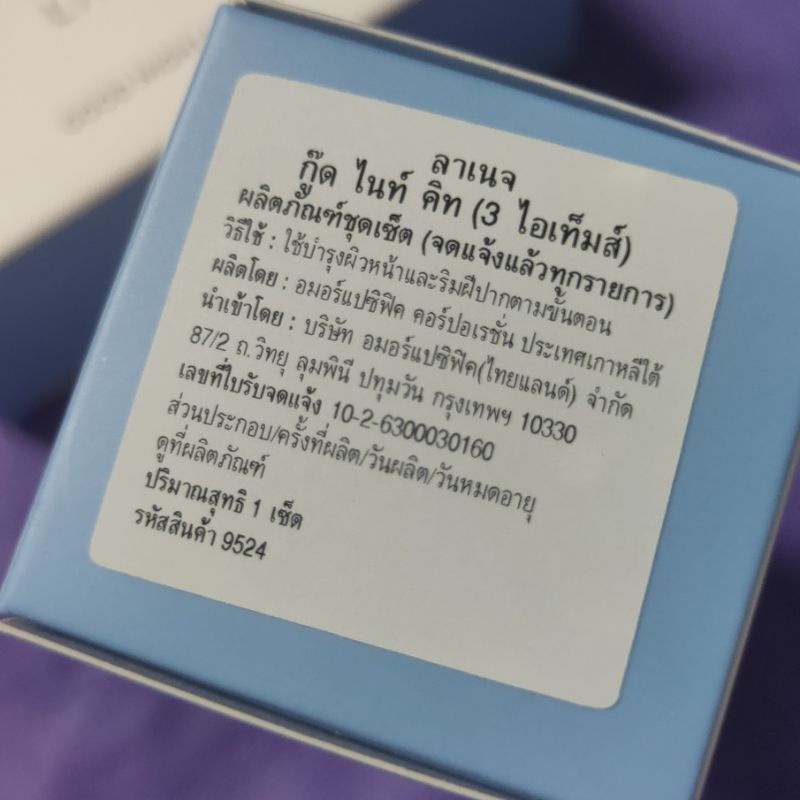 ลาเนจ
กู๊ด ไนท์ คิท (3 ไอเท็มส์)
ผลิตภัณฑ์ชุดเซ็ต (จดแจ้งแล้วทุกรายการ)
วิธีใช้ : ใช้บำรุงผิวหน้าและริมฝีปากตามขั้นตอน
ผลิตโดย : อมอร์แปซิฟิค คอร์ปอเรชั่น ประเทศเกาหลีใต้
นำเข้าโดย : บริษัท อมอร์แปซิฟิค(ไทยแลนด์) จำกัด
87/2 ถ.วิทยุ ลุมพินี ปทุมวัน กรุงเทพฯ 10330
เลขที่ใบรับจดแจ้ง 10-2-6300030160
ส่วนประกอบ/ครั้งที่ผลิต/วันผลิต/วันหมดอายุ
ดูที่ผลิตภัณฑ์
ปริมาณสุทธิ 1 เซ็ต
รหัสสินค้า 9524